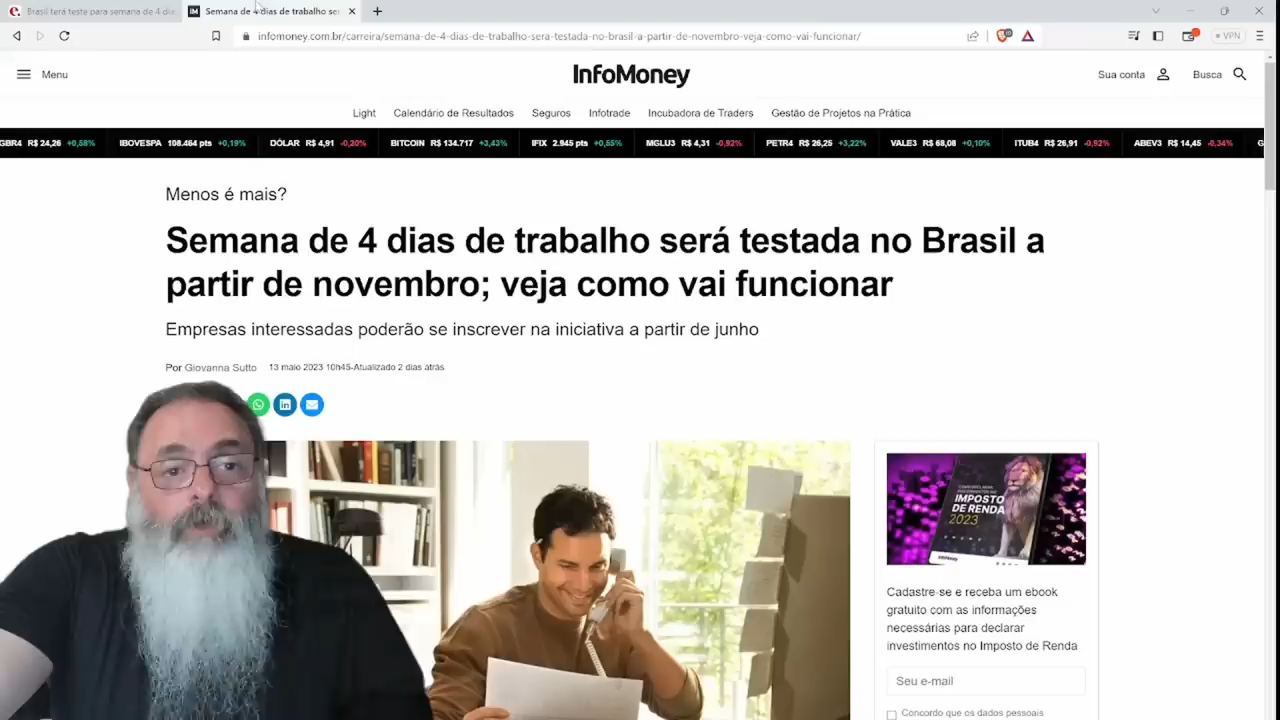 Brasil terá teste para semana de 4 dia
Semana de 4 dias de trabalho ser
infomoney.com.br/carreira/semana-de-4-dias-de-trabalho-sera-testada-no-brasil-a-partir-de-novembro-veja-como-vai-funcionar/
VPN
Menu
InfoMoney
Sua conta
Busca
Light
Calendário de Resultados
Seguros
Infotrade
Incubadora de Traders
Gestão de Projetos na Prática
GBR4 R$ 24,26 +0,58% IBOVESPA 108.464 pts +0,19% DÓLAR R$ 4,91 -0,20% BITCOIN R$ 134.717 +3,43% IFIX 2.945 pts +0,55% MGLU3 R$ 4,31 -0,92% PETR4 R$ 26,25 +3,22% VALE3 R$ 68,08 +0,10% ITUB4 R$ 26,91 -0,92% ABEV3 R$ 14,45 -0,34% G
Menos é mais?
Semana de 4 dias de trabalho será testada no Brasil a
partir de novembro; veja como vai funcionar
Empresas interessadas poderão se inscrever na iniciativa a partir de junho
Por Giovanna Sutto 13 maio 2023 10h45-Atualizado 2 dias atrás
IMPOSTO
DE RENDA
2023
InfoMoney
Cadastre-se e receba um ebook
gratuito com as informações
necessárias para declarar
investimentos no Imposto de Renda
Seu e-mail
Concordo que os dados pessoais